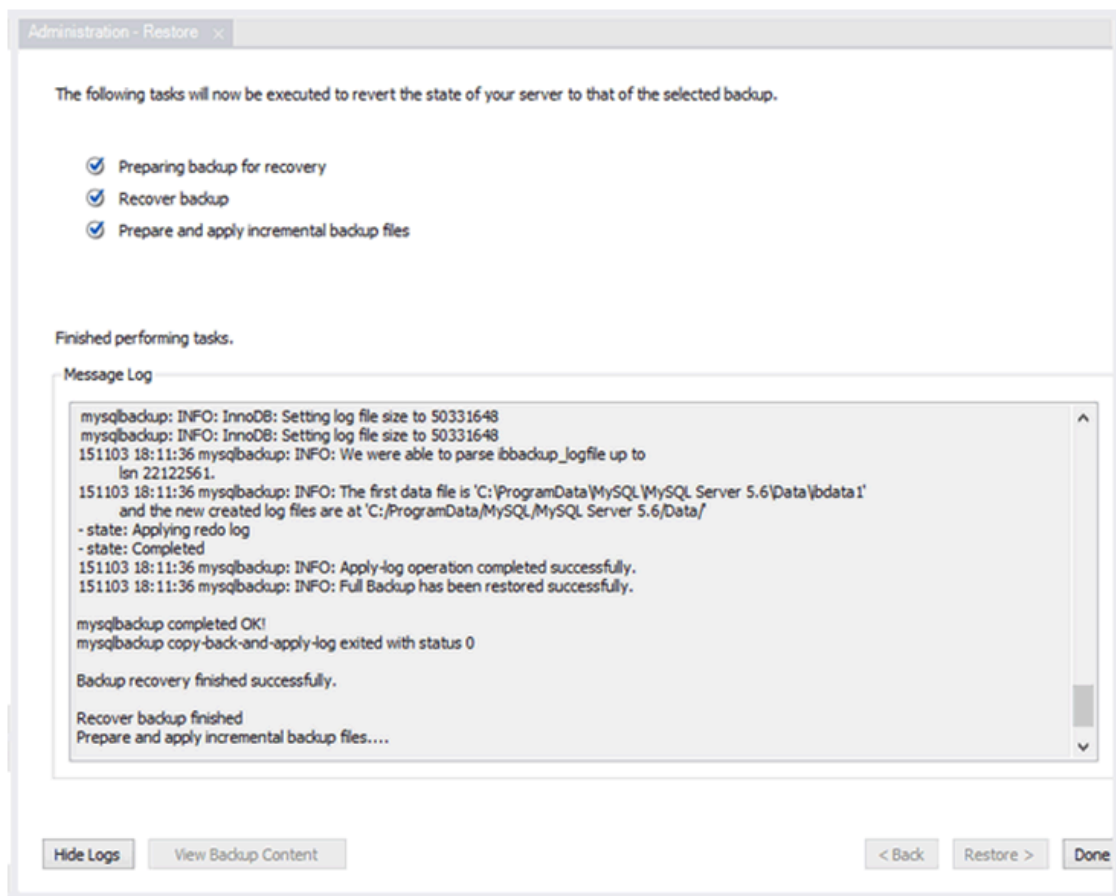 Administration - Restore ×
The following tasks will now be executed to revert the state of your server to that of the selected backup.
Preparing backup for recovery
Recover backup
Prepare and apply incremental backup files
Finished performing tasks.
Message Log
mysqlbackup: INFO: InnoDB: Setting log file size to 50331648
mysqlbackup: INFO: InnoDB: Setting log file size to 50331648
151103 18:11:36 mysqlbackup: INFO: We were able to parse ibbackup_logfile up to
lsn 22122561.
151103 18:11:36 mysqlbackup: INFO: The first data file is 'C:\ProgramData\MySQL\MySQL Server 5.6\Data\ibdata1'
and the new created log files are at 'C:/ProgramData/MySQL/MySQL Server 5.6/Data/'
- state: Applying redo log
- state: Completed
151103 18:11:36 mysqlbackup: INFO: Apply-log operation completed successfully.
151103 18:11:36 mysqlbackup: INFO: Full Backup has been restored successfully.
mysqlbackup completed OK!
mysqlbackup copy-back-and-apply-log exited with status 0
Backup recovery finished successfully.
Recover backup finished
Prepare and apply incremental backup files....
Hide Logs View Backup Content < Back Restore > Done